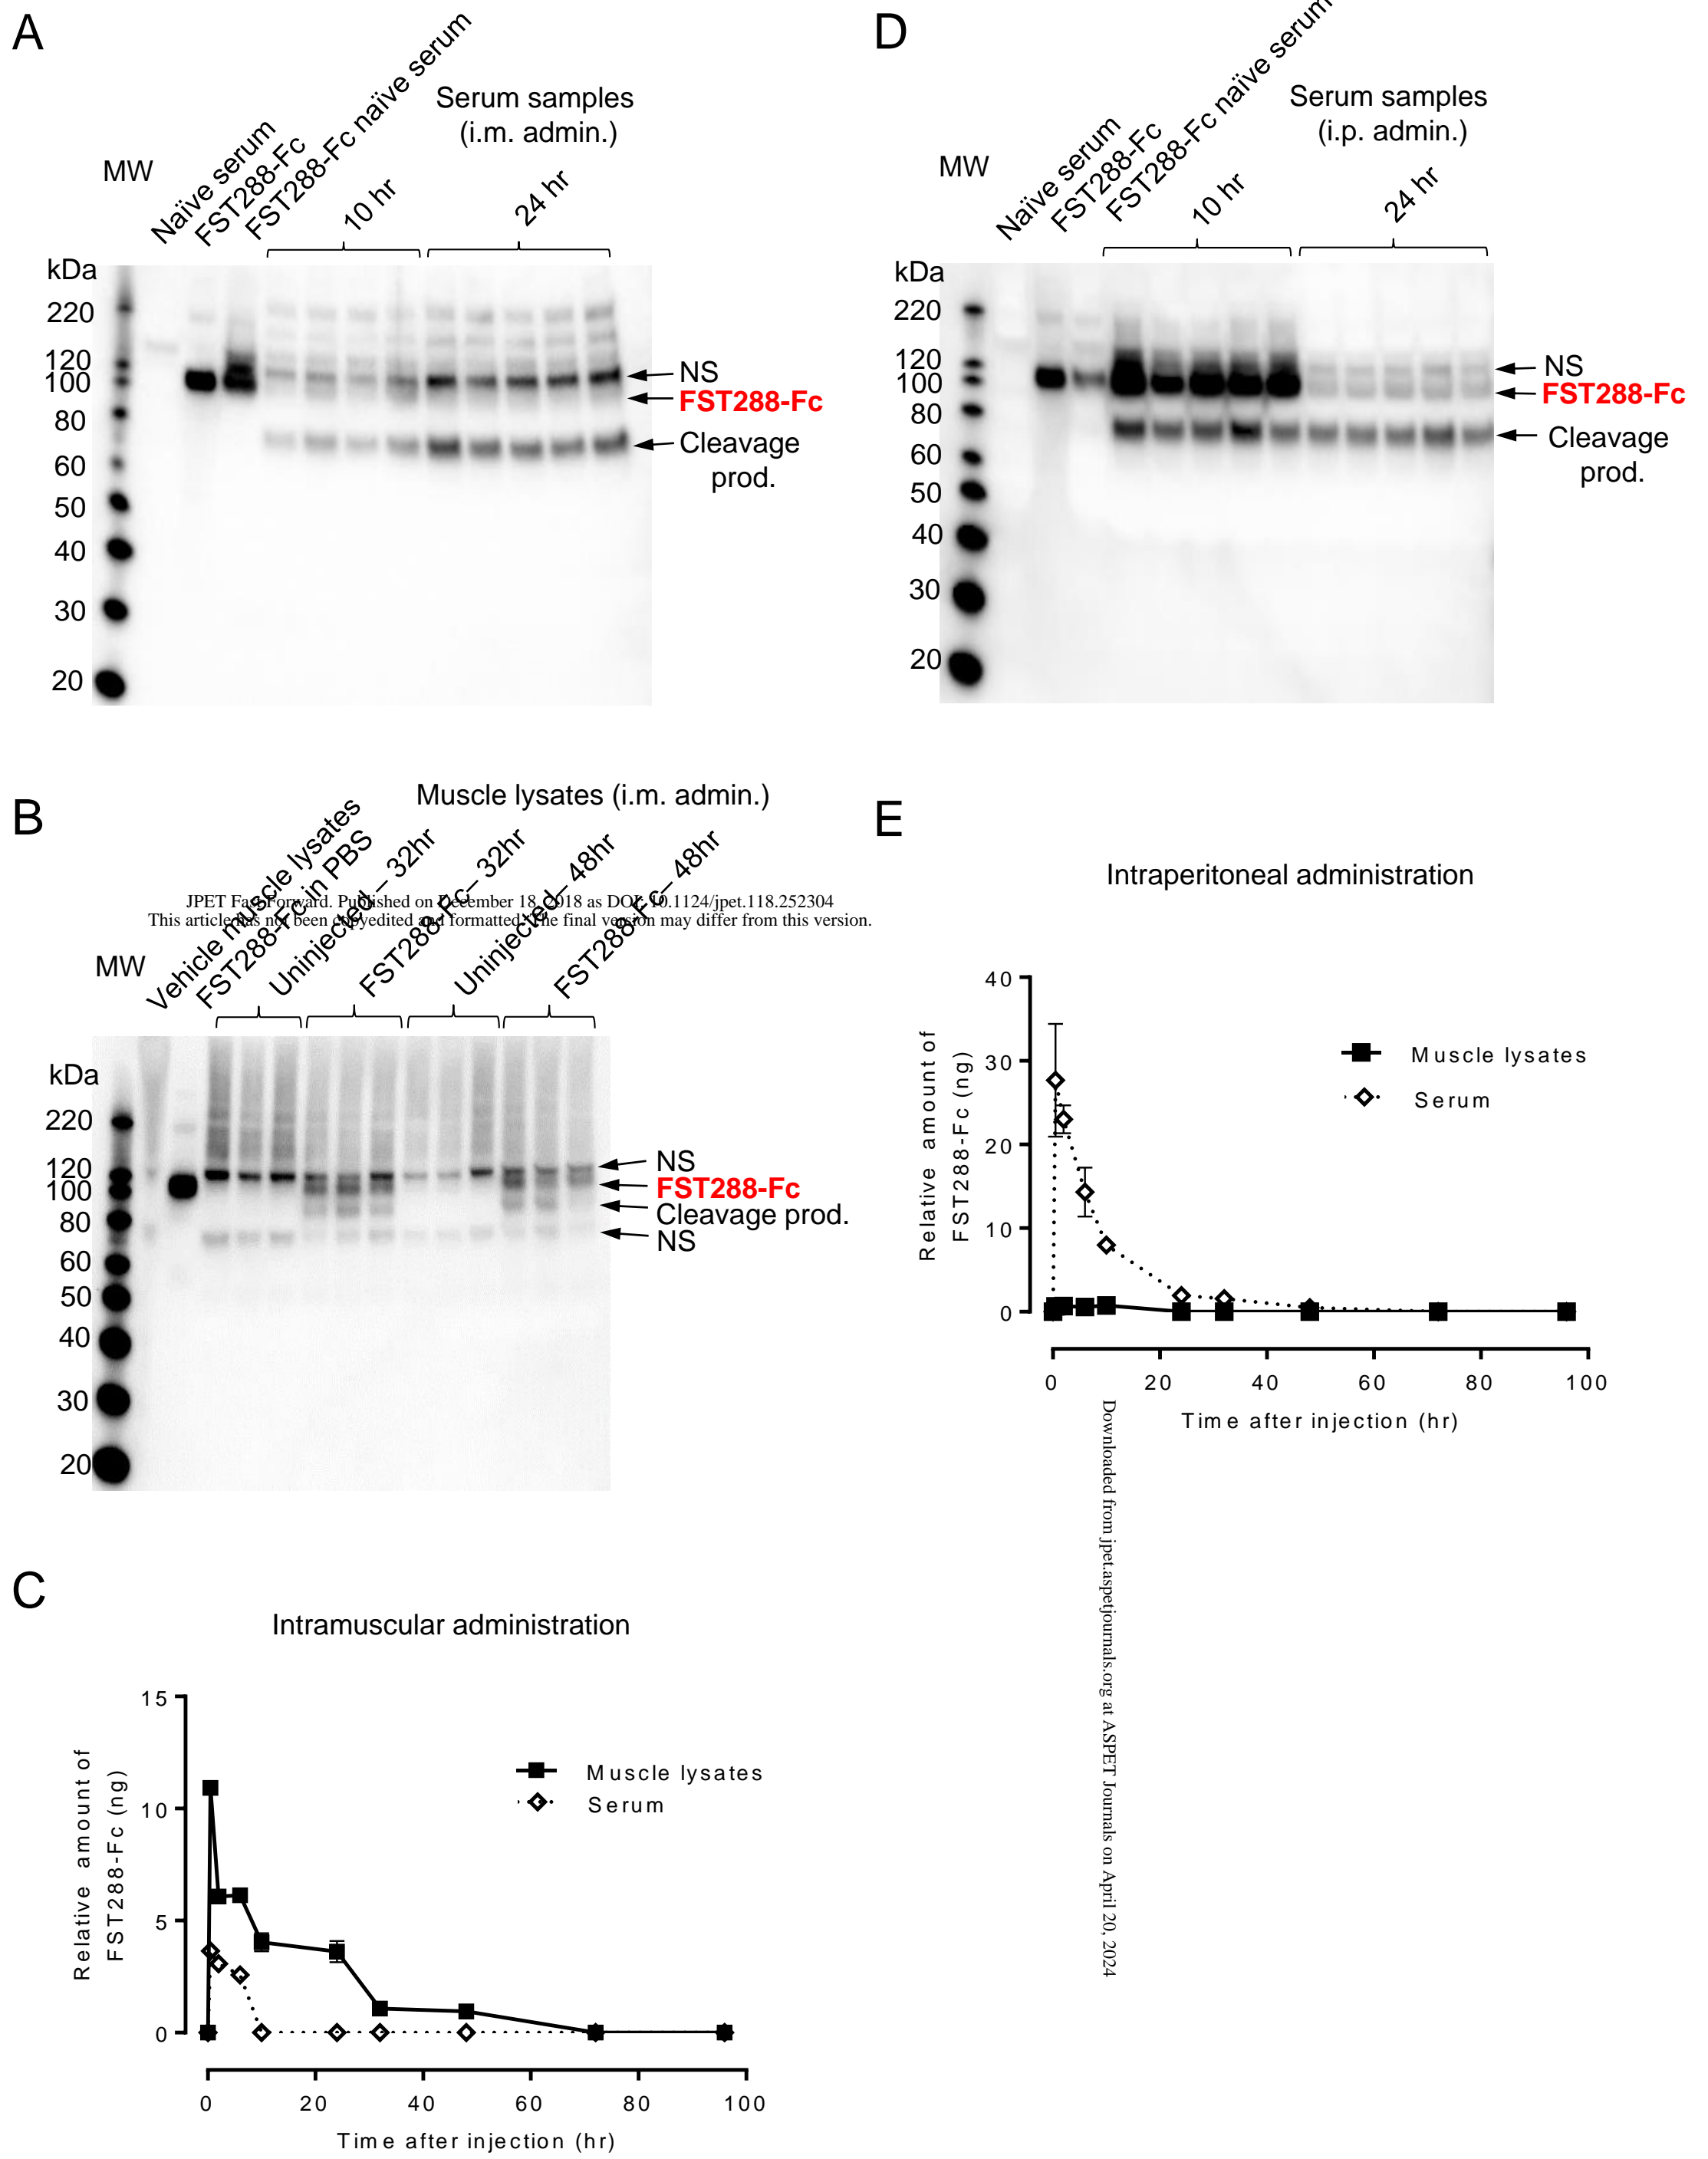 A
MW
Naïve serum
FST288-Fc
FST288-Fc naïve serum
Serum samples
(i.m. admin.)
10 hr
24 hr
kDa
220
120
100
80
60
50
40
30
20
NS
FST288-Fc
Cleavage
prod.
D
MW
Naïve serum
FST288-Fc
FST288-Fc naïve serum
Serum samples
(i.p. admin.)
10 hr
24 hr
kDa
220
120
100
80
60
50
40
30
20
NS
FST288-Fc
Cleavage
prod.
B
Muscle lysates (i.m. admin.)
MW
Vehicle muscle lysates
FST288-Fc in PBS
Uninjected – 32hr
FST288-Fc – 32hr
Uninjected – 48hr
FST288-Fc – 48hr
JPET Fast Forward. Published on December 18, 2018 as DOI: 10.1124/jpet.118.252304
This article has not been copyedited and formatted. The final version may differ from this version.
kDa
220
120
100
80
60
50
40
30
20
NS
FST288-Fc
Cleavage prod.
NS
E
Intraperitoneal administration
Relative amount of
FST288-Fc (ng)
40
30
20
10
0
Muscle lysates
Serum
0 20 40 60 80 100
Time after injection (hr)
Downloaded from jpet.aspetjournals.org at ASPET Journals on April 20, 2024
C
Intramuscular administration
Relative amount of
FST288-Fc (ng)
15
10
5
0
Muscle lysates
Serum
0 20 40 60 80 100
Time after injection (hr)